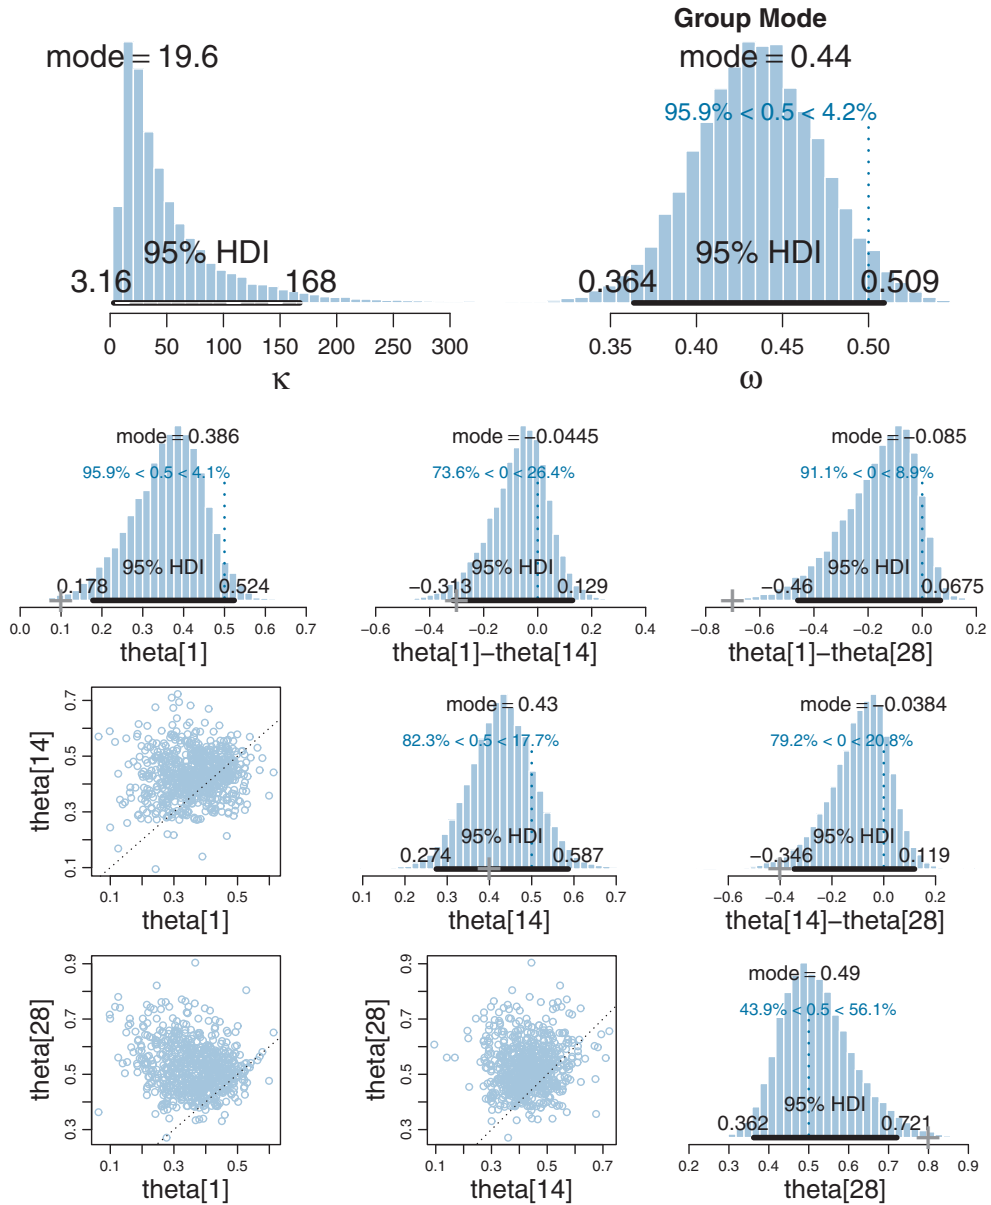 Group Mode
mode = 19.6
mode = 0.44
95.9% < 0.5 < 4.2%
95% HDI
95% HDI
3.16 168
0.364 0.509
0 50 100 150 200 250 300
0.35 0.40 0.45 0.50
κ
ω
mode = 0.386
mode = −0.0445
mode = −0.085
95.9% < 0.5 < 4.1%
73.6% < 0 < 26.4%
91.1% < 0 < 8.9%
95% HDI
95% HDI
95% HDI
0.178 0.524
−0.313 0.129
−0.46 0.0675
0.0 0.1 0.2 0.3 0.4 0.5 0.6 0.7
−0.6 −0.4 −0.2 0.0 0.2 0.4
−0.8 −0.6 −0.4 −0.2 0.0 0.2
theta[1]
theta[1]−theta[14]
theta[1]−theta[28]
theta[14]
0.1 0.3 0.5 0.7
0.1 0.3 0.5
theta[1]
mode = 0.43
82.3% < 0.5 < 17.7%
95% HDI
0.274 0.587
0.1 0.2 0.3 0.4 0.5 0.6 0.7
theta[14]
mode = −0.0384
79.2% < 0 < 20.8%
95% HDI
−0.346 0.119
−0.6 −0.4 −0.2 0.0 0.2
theta[14]−theta[28]
theta[28]
0.3 0.5 0.7 0.9
0.1 0.3 0.5
theta[1]
theta[28]
0.3 0.5 0.7 0.9
0.1 0.3 0.5 0.7
theta[14]
mode = 0.49
43.9% < 0.5 < 56.1%
95% HDI
0.362 0.721
0.2 0.3 0.4 0.5 0.6 0.7 0.8 0.9
theta[28]